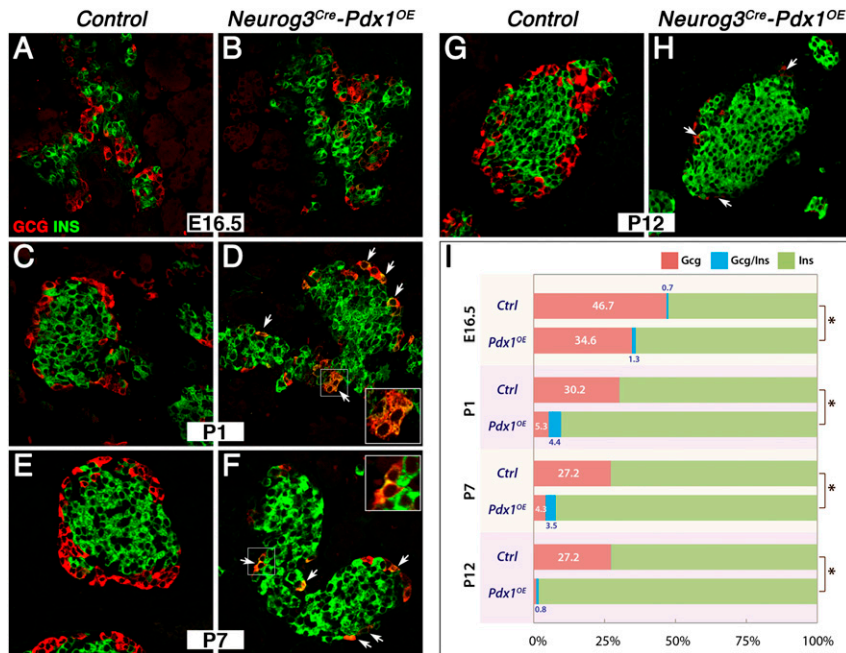 Control
Neurog3Cre-Pdx1OE
Control
Neurog3Cre-Pdx1OE
A
B
GCG INS
E16.5
G
H
P12
C
D
P1
E
F
P7
I
Gcg
Gcg/Ins
Ins
E16.5
Ctrl
46.7
0.7
*
Pdx1OE
34.6
1.3
P1
Ctrl
30.2
*
Pdx1OE
5.3
4.4
P7
Ctrl
27.2
*
Pdx1OE
4.3
3.5
P12
Ctrl
27.2
*
Pdx1OE
0.8
0%
25%
50%
75%
100%